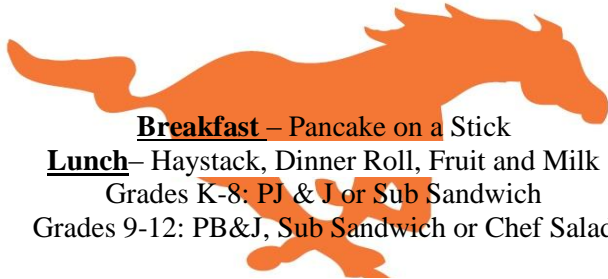 Breakfast – Pancake on a Stick
Lunch– Haystack, Dinner Roll, Fruit and Milk
Grades K-8: PJ & J or Sub Sandwich
Grades 9-12: PB&J, Sub Sandwich or Chef Salad